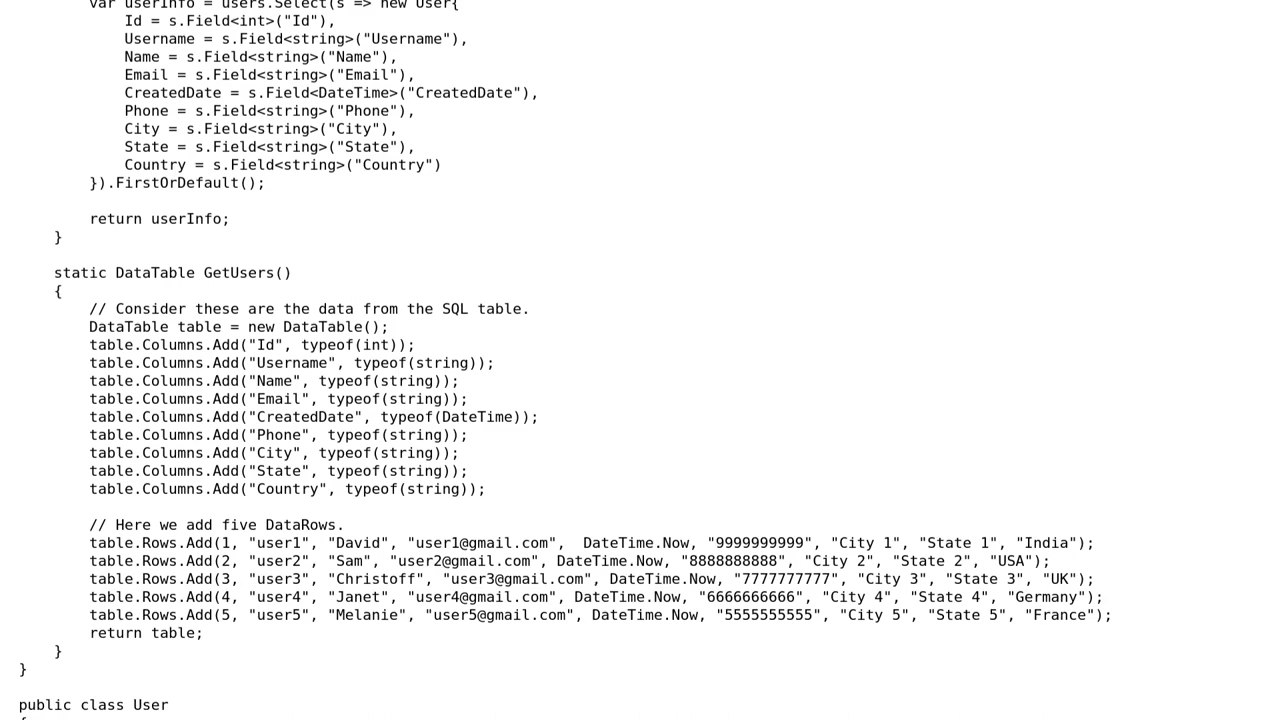 var userInfo = users.Select(s => new User{
Id = s.Field<int>("Id"),
Username = s.Field<string>("Username"),
Name = s.Field<string>("Name"),
Email = s.Field<string>("Email"),
CreatedDate = s.Field<DateTime>("CreatedDate"),
Phone = s.Field<string>("Phone"),
City = s.Field<string>("City"),
State = s.Field<string>("State"),
Country = s.Field<string>("Country")
}).FirstOrDefault();
return userInfo;
}
static DataTable GetUsers()
{
// Consider these are the data from the SQL table.
DataTable table = new DataTable();
table.Columns.Add("Id", typeof(int));
table.Columns.Add("Username", typeof(string));
table.Columns.Add("Name", typeof(string));
table.Columns.Add("Email", typeof(string));
table.Columns.Add("CreatedDate", typeof(DateTime));
table.Columns.Add("Phone", typeof(string));
table.Columns.Add("City", typeof(string));
table.Columns.Add("State", typeof(string));
table.Columns.Add("Country", typeof(string));
// Here we add five DataRows.
table.Rows.Add(1, "user1", "David", "user1@gmail.com",  DateTime.Now, "9999999999", "City 1", "State 1", "India");
table.Rows.Add(2, "user2", "Sam", "user2@gmail.com", DateTime.Now, "8888888888", "City 2", "State 2", "USA");
table.Rows.Add(3, "user3", "Christoff", "user3@gmail.com", DateTime.Now, "7777777777", "City 3", "State 3", "UK");
table.Rows.Add(4, "user4", "Janet", "user4@gmail.com", DateTime.Now, "6666666666", "City 4", "State 4", "Germany");
table.Rows.Add(5, "user5", "Melanie", "user5@gmail.com", DateTime.Now, "5555555555", "City 5", "State 5", "France");
return table;
}
}
public class User
{